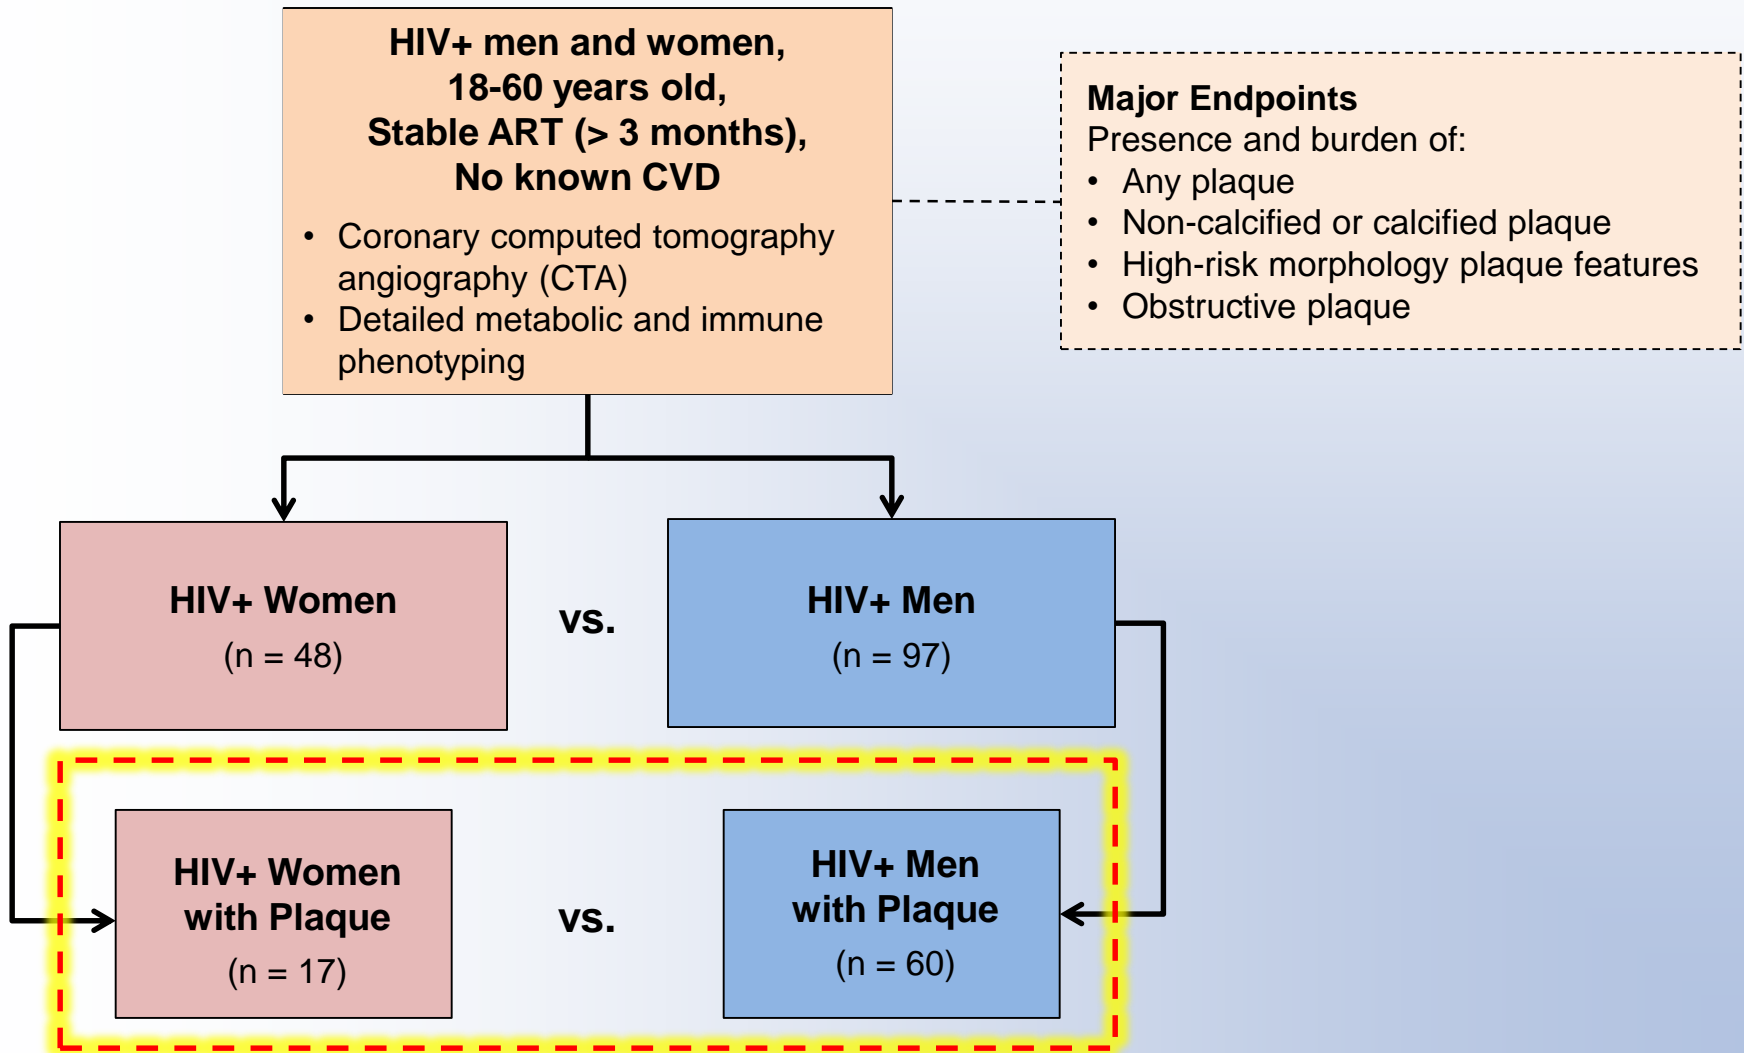 HIV+ men and women,
18-60 years old,
Stable ART (> 3 months),
No known CVD
• Coronary computed tomography
angiography (CTA)
• Detailed metabolic and immune
phenotyping
Major Endpoints
Presence and burden of:
• Any plaque
• Non-calcified or calcified plaque
• High-risk morphology plaque features
• Obstructive plaque
HIV+ Women
(n = 48)
vs.
HIV+ Men
(n = 97)
HIV+ Women
with Plaque
(n = 17)
vs.
HIV+ Men
with Plaque
(n = 60)